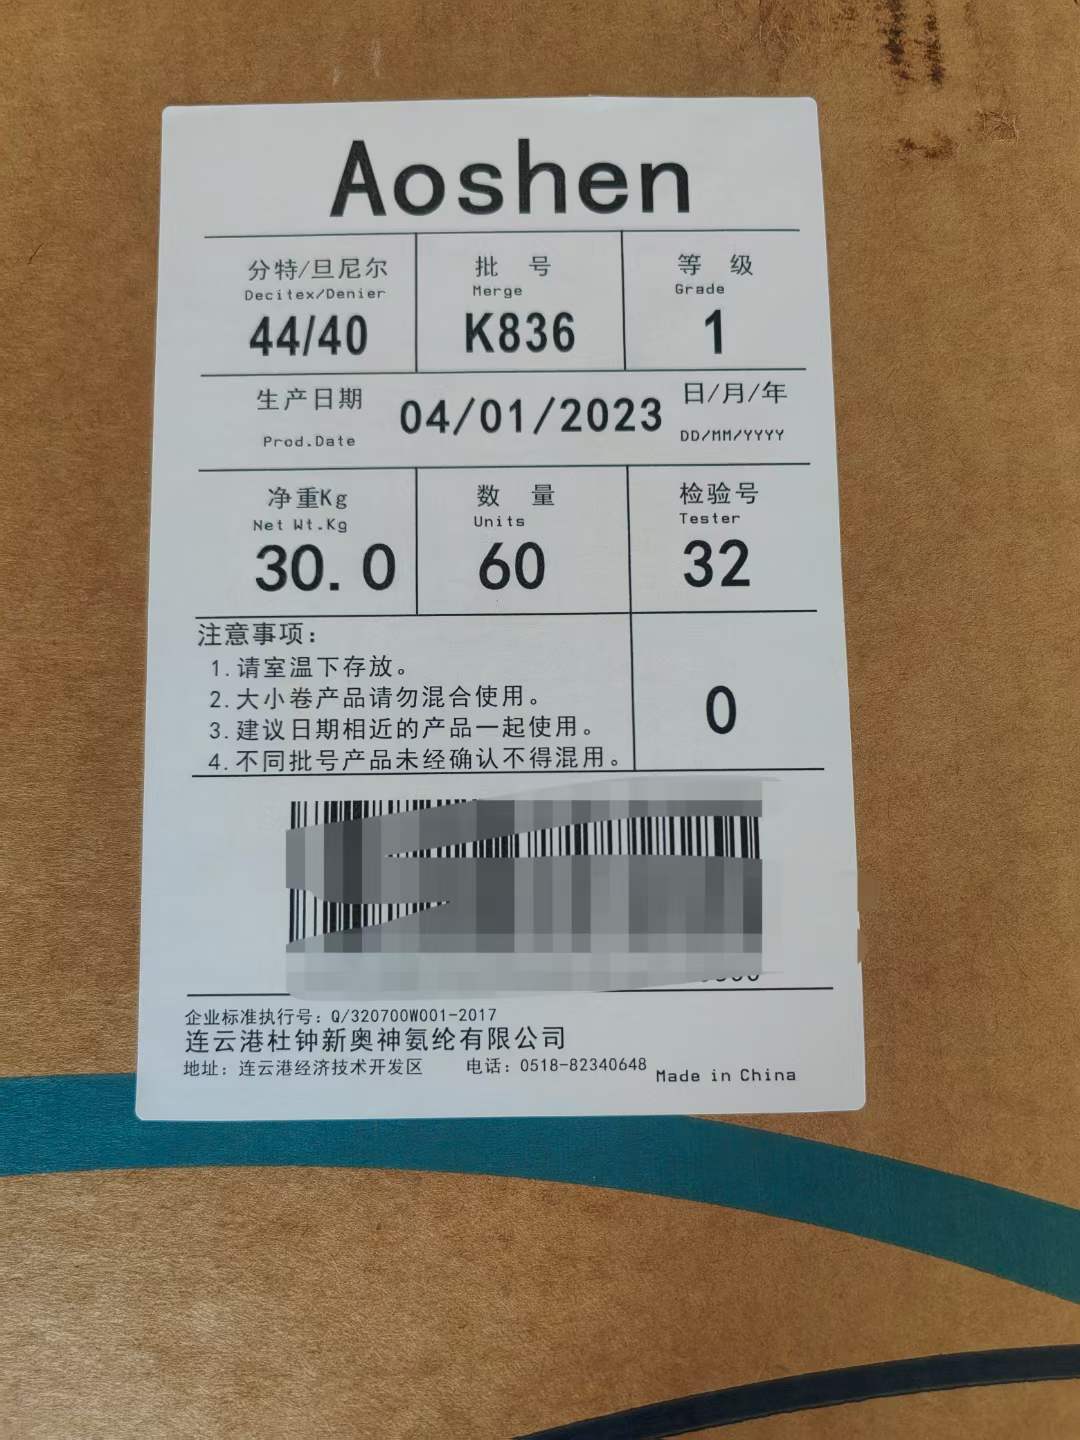 Aoshen
分特/旦尼尔 批 号 等 级
Decitex/Denier Merge Grade
44/40 K836 1
生产日期 04/01/2023 日/月/年
Prod.Date DD/MM/YYYY
净重Kg 数 量 检验号
Net Wt.Kg Units Tester
30.0 60 32
注意事项：
1.请室温下存放。
2.大小卷产品请勿混合使用。
3.建议日期相近的产品一起使用。
4.不同批号产品未经确认不得混用。
0
企业标准执行号：Q/320700W001-2017
连云港杜钟新奥神氨纶有限公司
地址：连云港经济技术开发区 电话：0518-82340648 Made in China